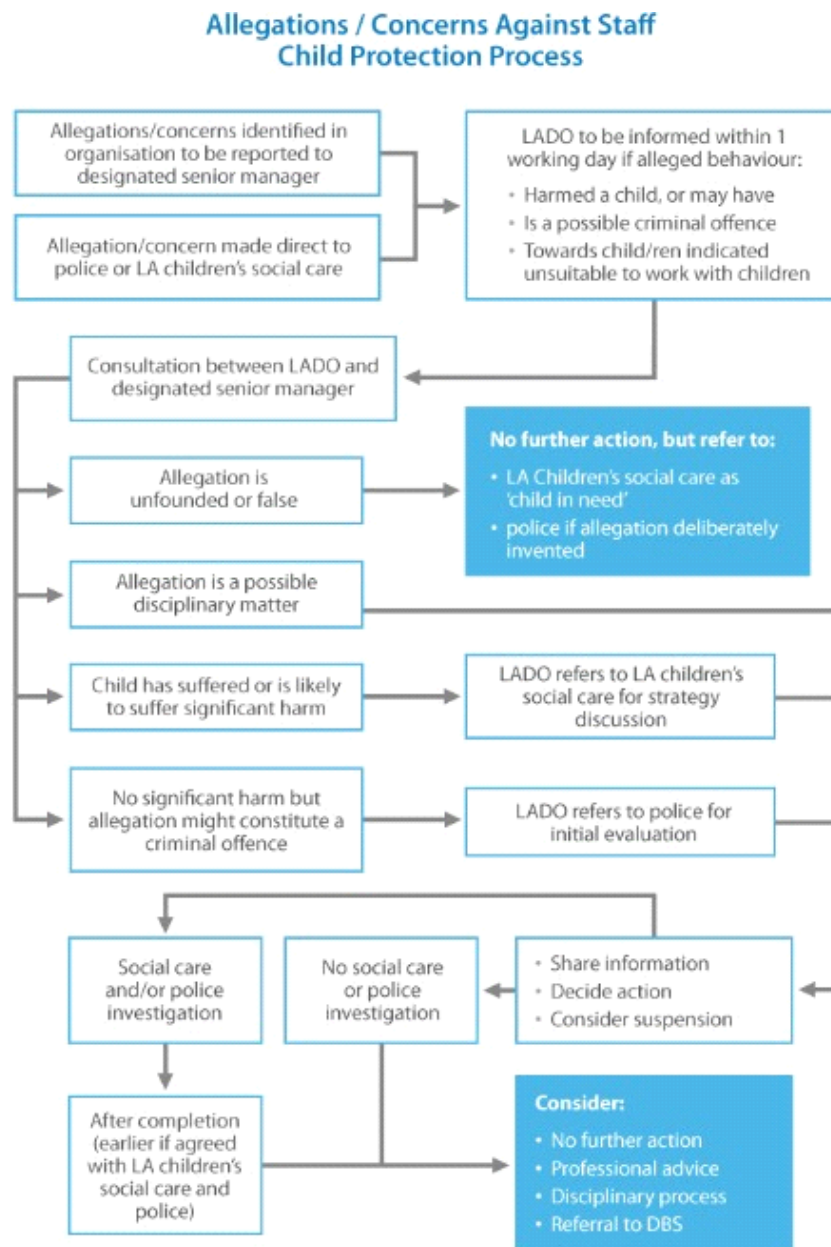 Allegations / Concerns Against Staff
Child Protection Process
Allegations/concerns identified in
organisation to be reported to
designated senior manager
Allegation/concern made direct to
police or LA children's social care
LADO to be informed within 1
working day if alleged behaviour:
• Harmed a child, or may have
• Is a possible criminal offence
• Towards child/ren indicated
unsuitable to work with children
Consultation between LADO and
designated senior manager
Allegation is
unfounded or false
No further action, but refer to:
• LA Children's social care as
'child in need'
• police if allegation deliberately
invented
Allegation is a possible
disciplinary matter
Child has suffered or is likely
to suffer significant harm
LADO refers to LA children's
social care for strategy
discussion
No significant harm but
allegation might constitute a
criminal offence
LADO refers to police for
initial evaluation
Social care
and/or police
investigation
No social care
or police
investigation
• Share information
• Decide action
• Consider suspension
After completion
(earlier if agreed
with LA children's
social care and
police)
Consider:
• No further action
• Professional advice
• Disciplinary process
• Referral to DBS